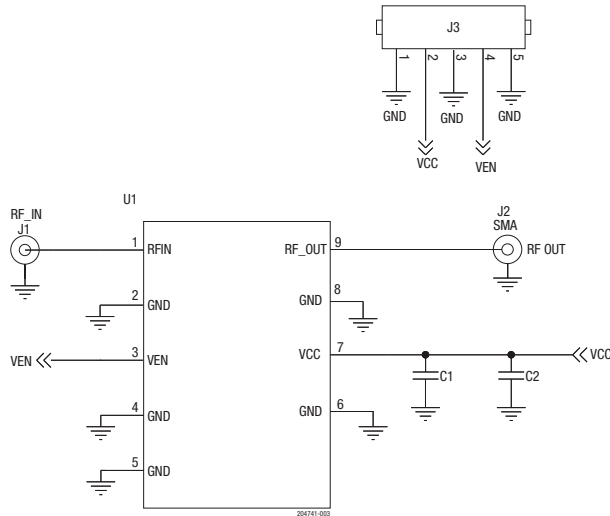 J3
1
2
3
4
5
GND
GND
GND
VCC
VEN
U1
RF_IN
J1
J2
SMA
1
RFIN
RF_OUT
9
RF OUT
2
GND
8
GND
VEN
3
VEN
VCC
7
VCC
C1
C2
4
GND
GND
6
5
GND
204741-003